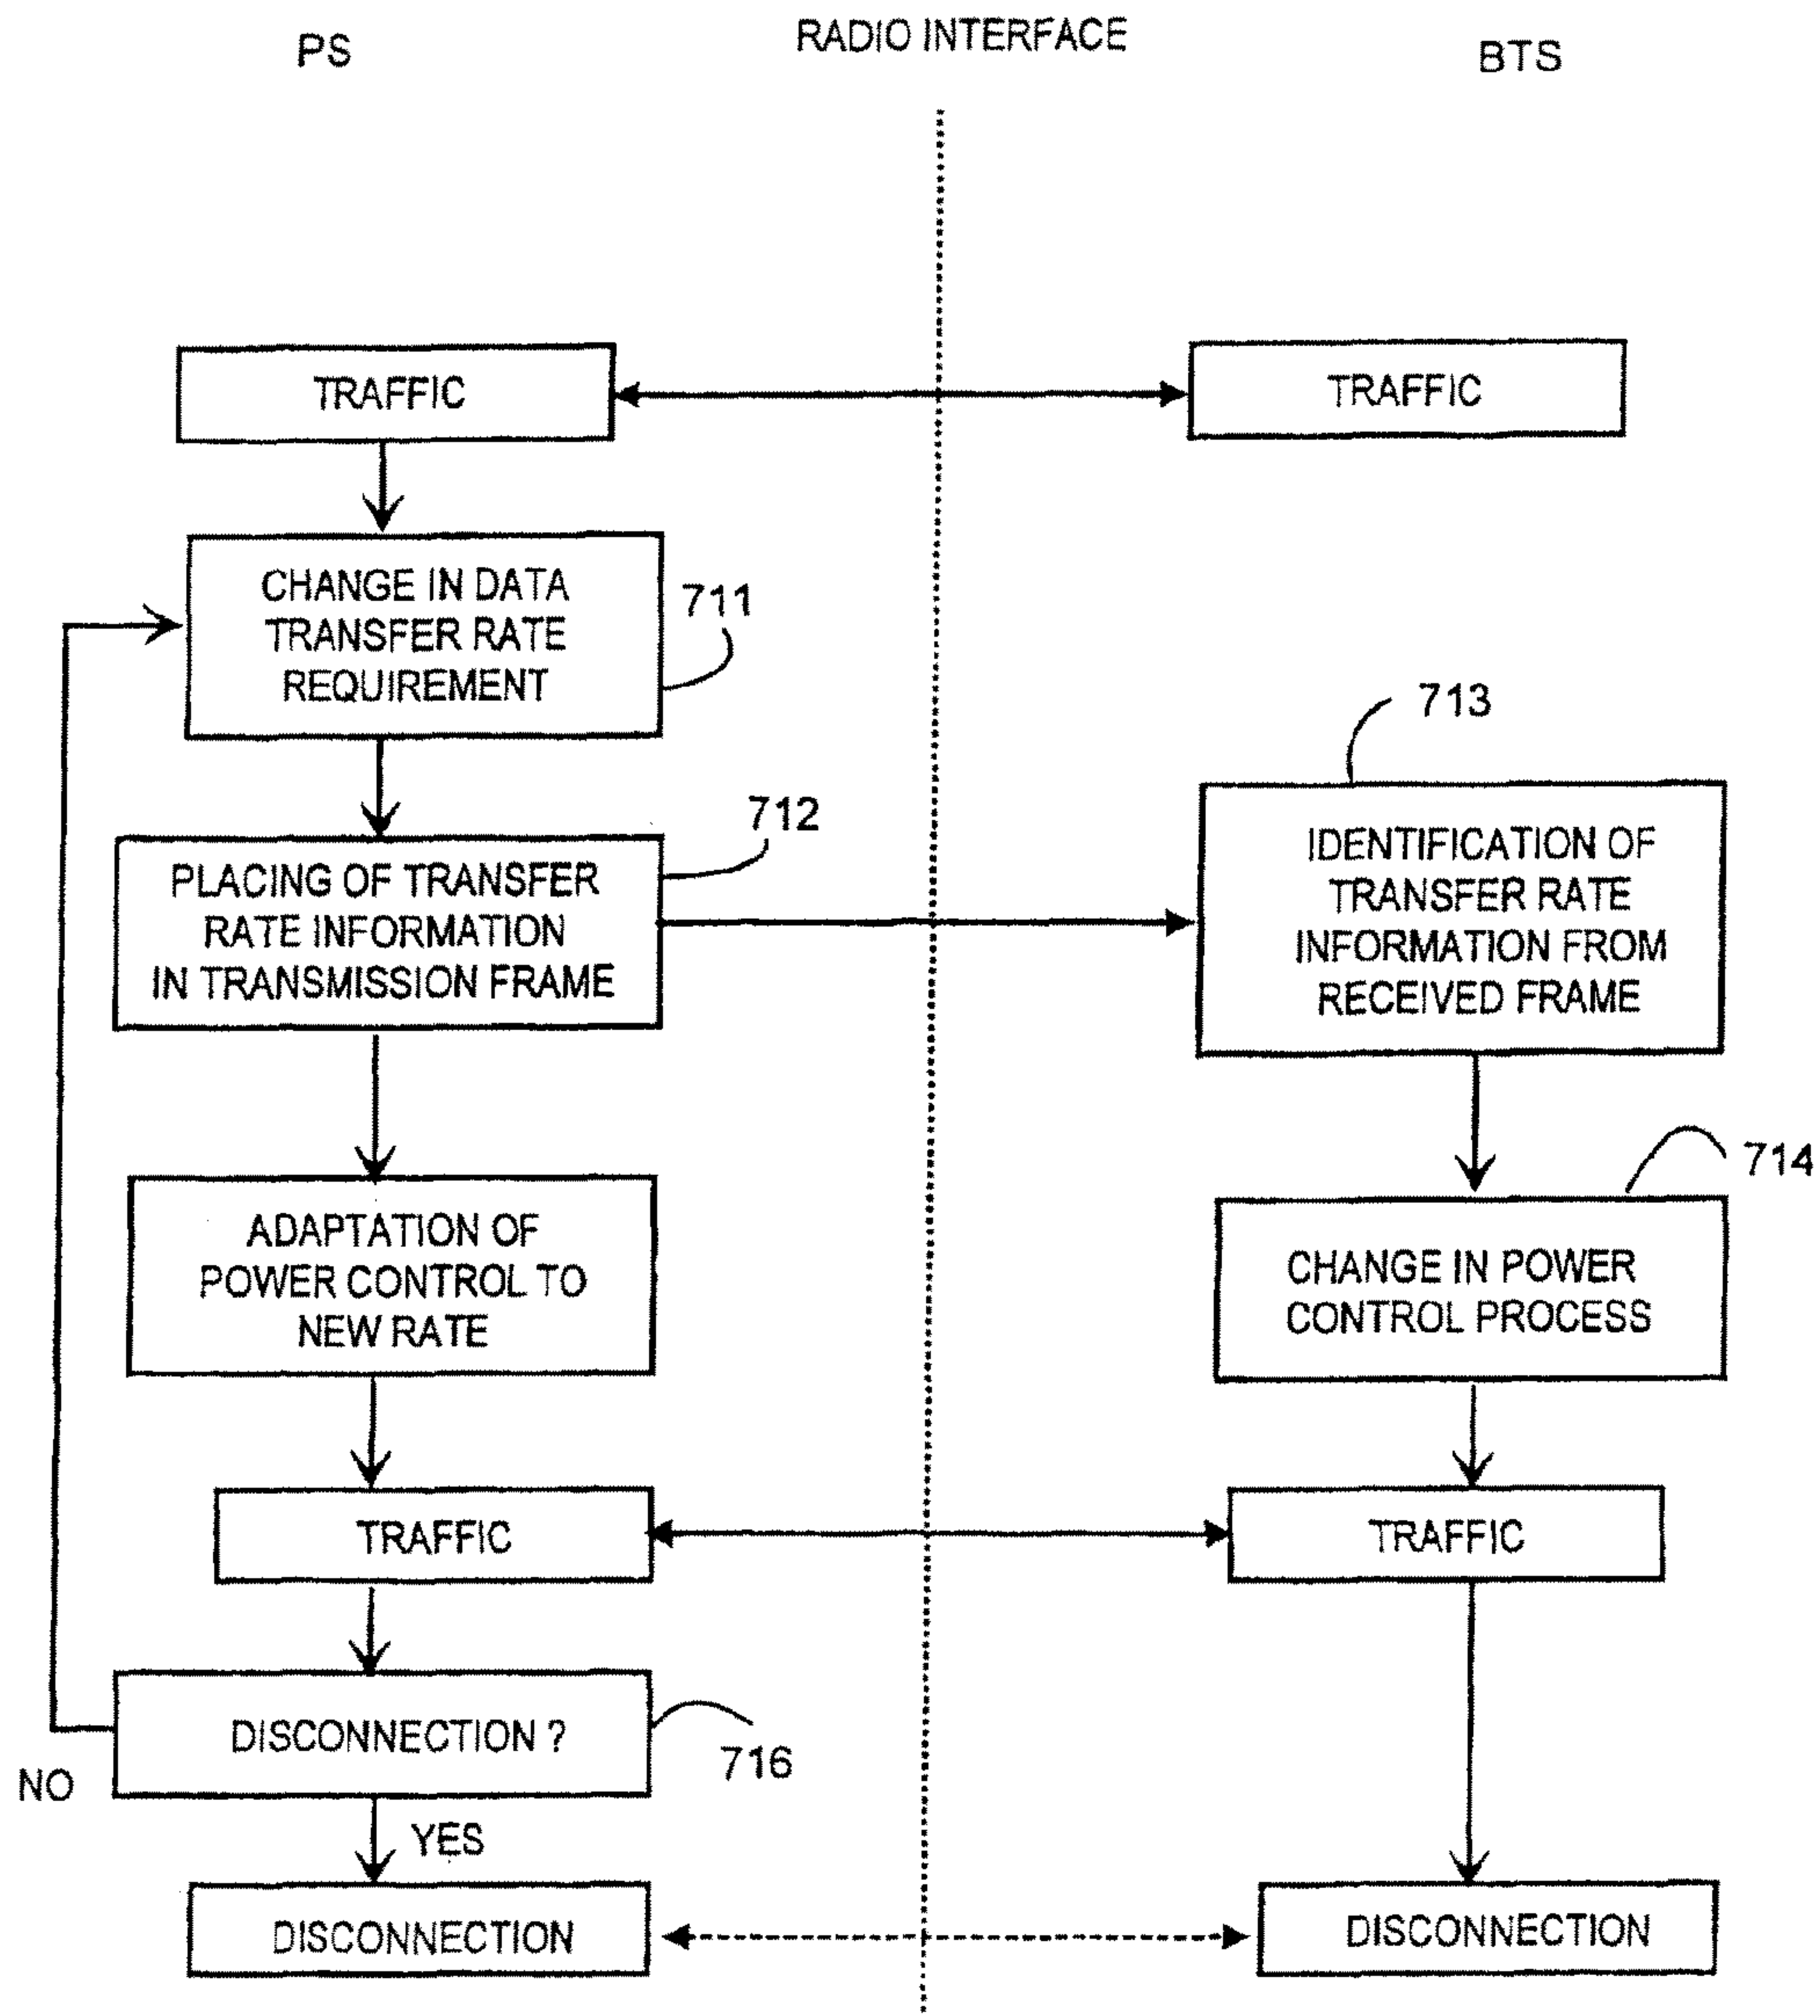 PS
RADIO INTERFACE
BTS
TRAFFIC
TRAFFIC
CHANGE IN DATA
TRANSFER RATE
REQUIREMENT
711
713
712
PLACING OF TRANSFER
RATE INFORMATION
IN TRANSMISSION FRAME
IDENTIFICATION OF
TRANSFER RATE
INFORMATION FROM
RECEIVED FRAME
714
ADAPTATION OF
POWER CONTROL TO
NEW RATE
CHANGE IN POWER
CONTROL PROCESS
TRAFFIC
TRAFFIC
DISCONNECTION ?
716
NO
YES
DISCONNECTION
DISCONNECTION